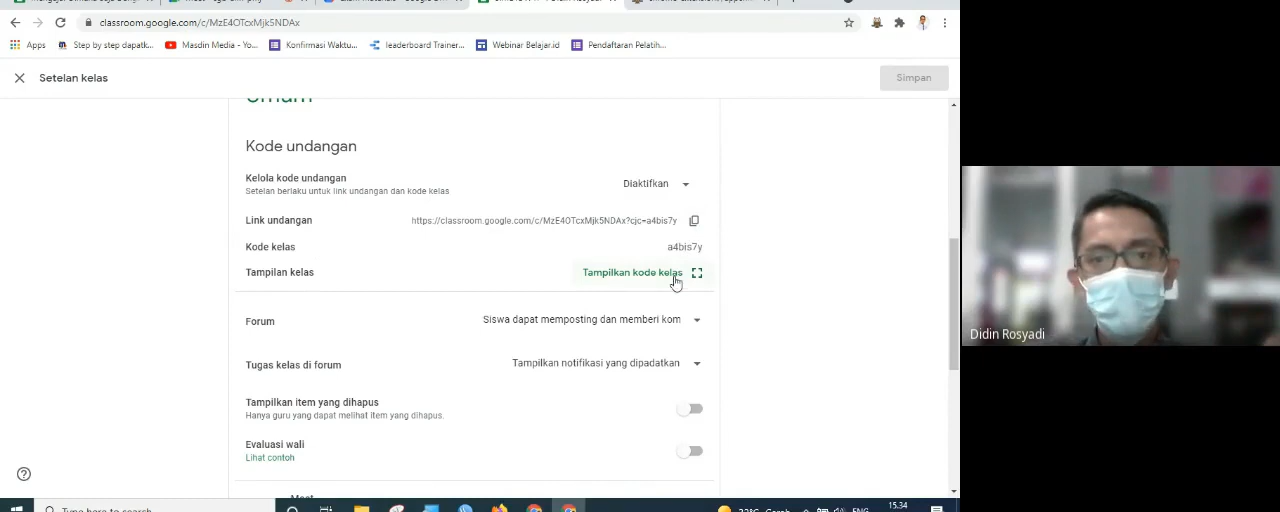 classroom.google.com/c/MzE4OTcxMjk5NDAx
Apps Step by step dapatk... Masdin Media - Yo... Konfirmasi Waktu... leaderboard Trainer... Webinar Belajar.id Pendaftaran Pelatih...
Setelan kelas
Simpan
Umum
Kode undangan
Kelola kode undangan
Diaktifkan
Setelan berlaku untuk link undangan dan kode kelas
Link undangan
https://classroom.google.com/c/MzE4OTcxMjk5NDAx?cjc=a4bis7y
Kode kelas
a4bis7y
Tampilan kelas
Tampilkan kode kelas
Forum
Siswa dapat memposting dan memberi kom
Tugas kelas di forum
Tampilkan notifikasi yang dipadatkan
Tampilkan item yang dihapus
Hanya guru yang dapat melihat item yang dihapus.
Evaluasi wali
Lihat contoh
Meet
Type here to search
ENG
15.34
Didin Rosyadi